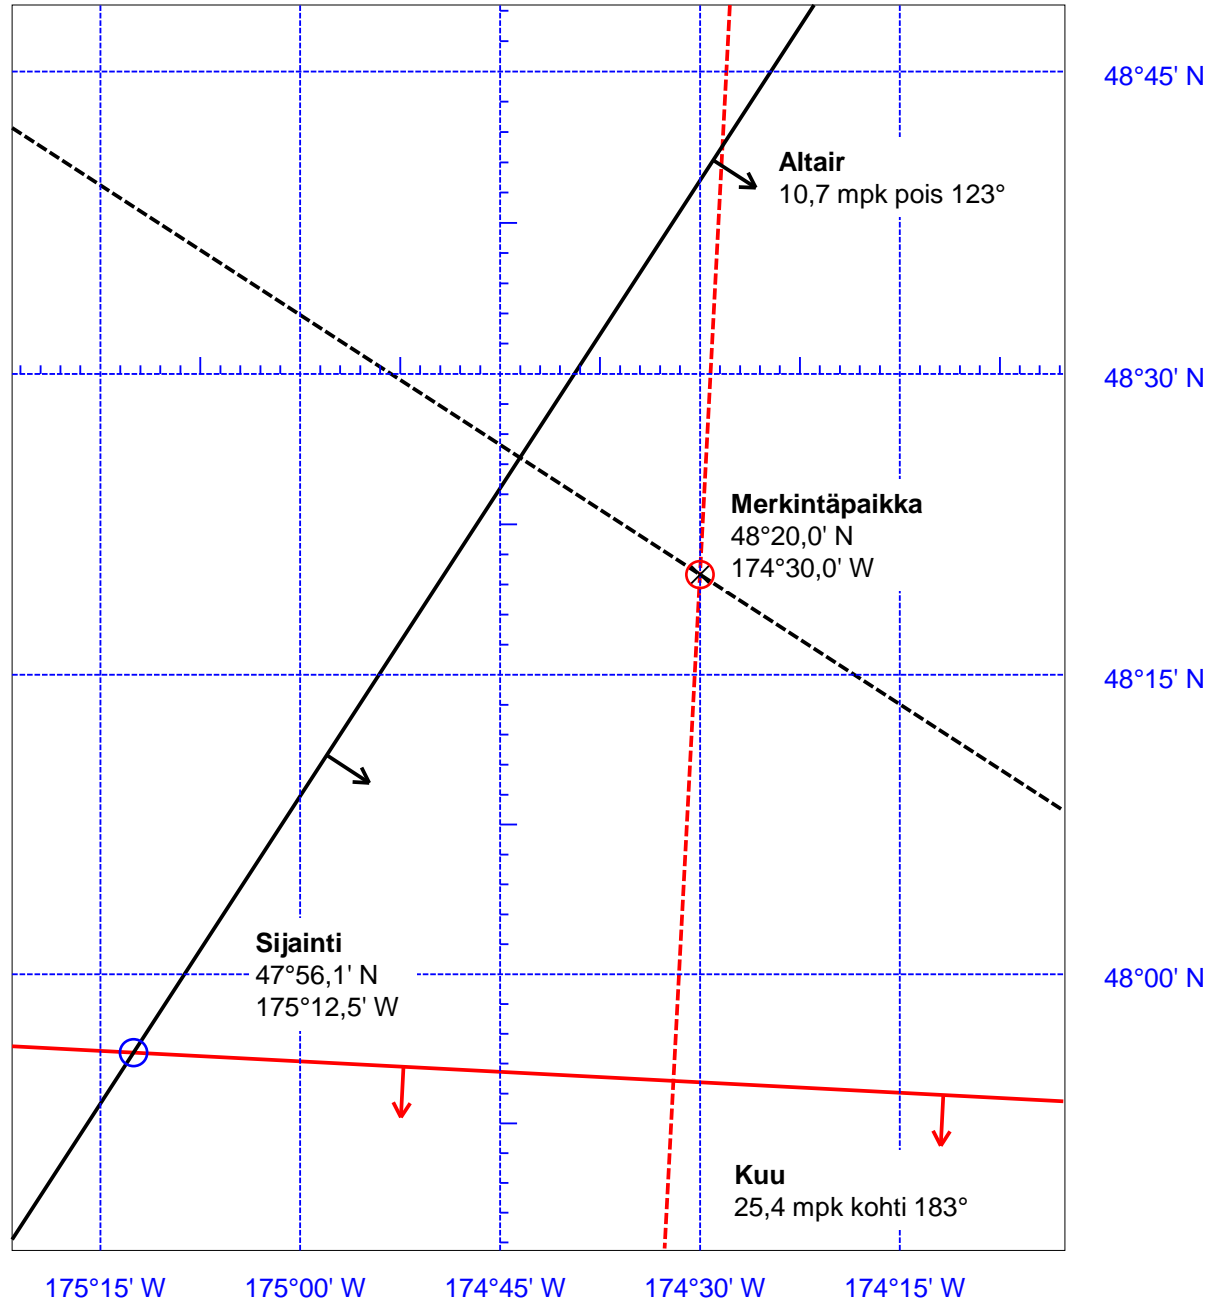 48°45' N
Altair
10,7 mpk pois 123°
48°30' N
Merkintäpaikka
48°20,0' N
174°30,0' W
48°15' N
Sijainti
47°56,1' N
175°12,5' W
48°00' N
Kuu
25,4 mpk kohti 183°
175°15' W
175°00' W
174°45' W
174°30' W
174°15' W